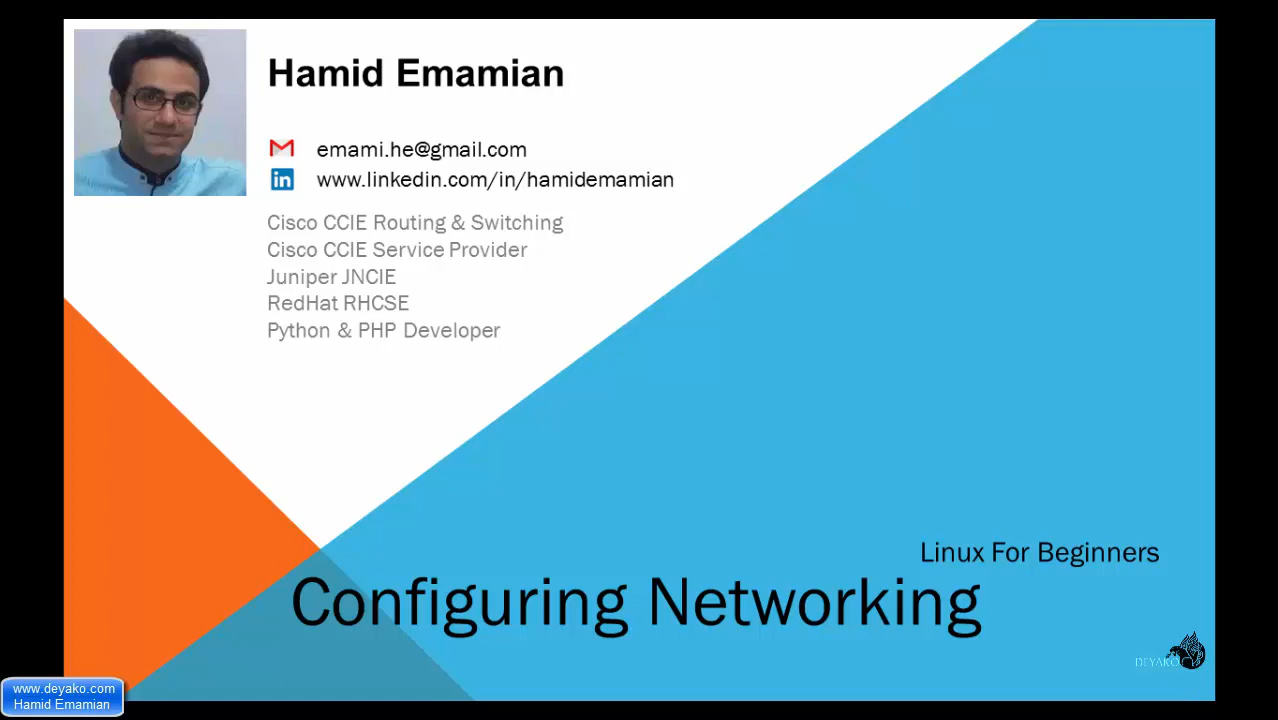 Hamid Emamian
emami.he@gmail.com
in www.linkedin.com/in/hamidemamian
Cisco CCIE Routing & Switching
Cisco CCIE Service Provider
Juniper JNCIE
RedHat RHCSE
Python & PHP Developer
Linux For Beginners
Configuring Networking
DEYAKO
www.deyako.com
Hamid Emamian